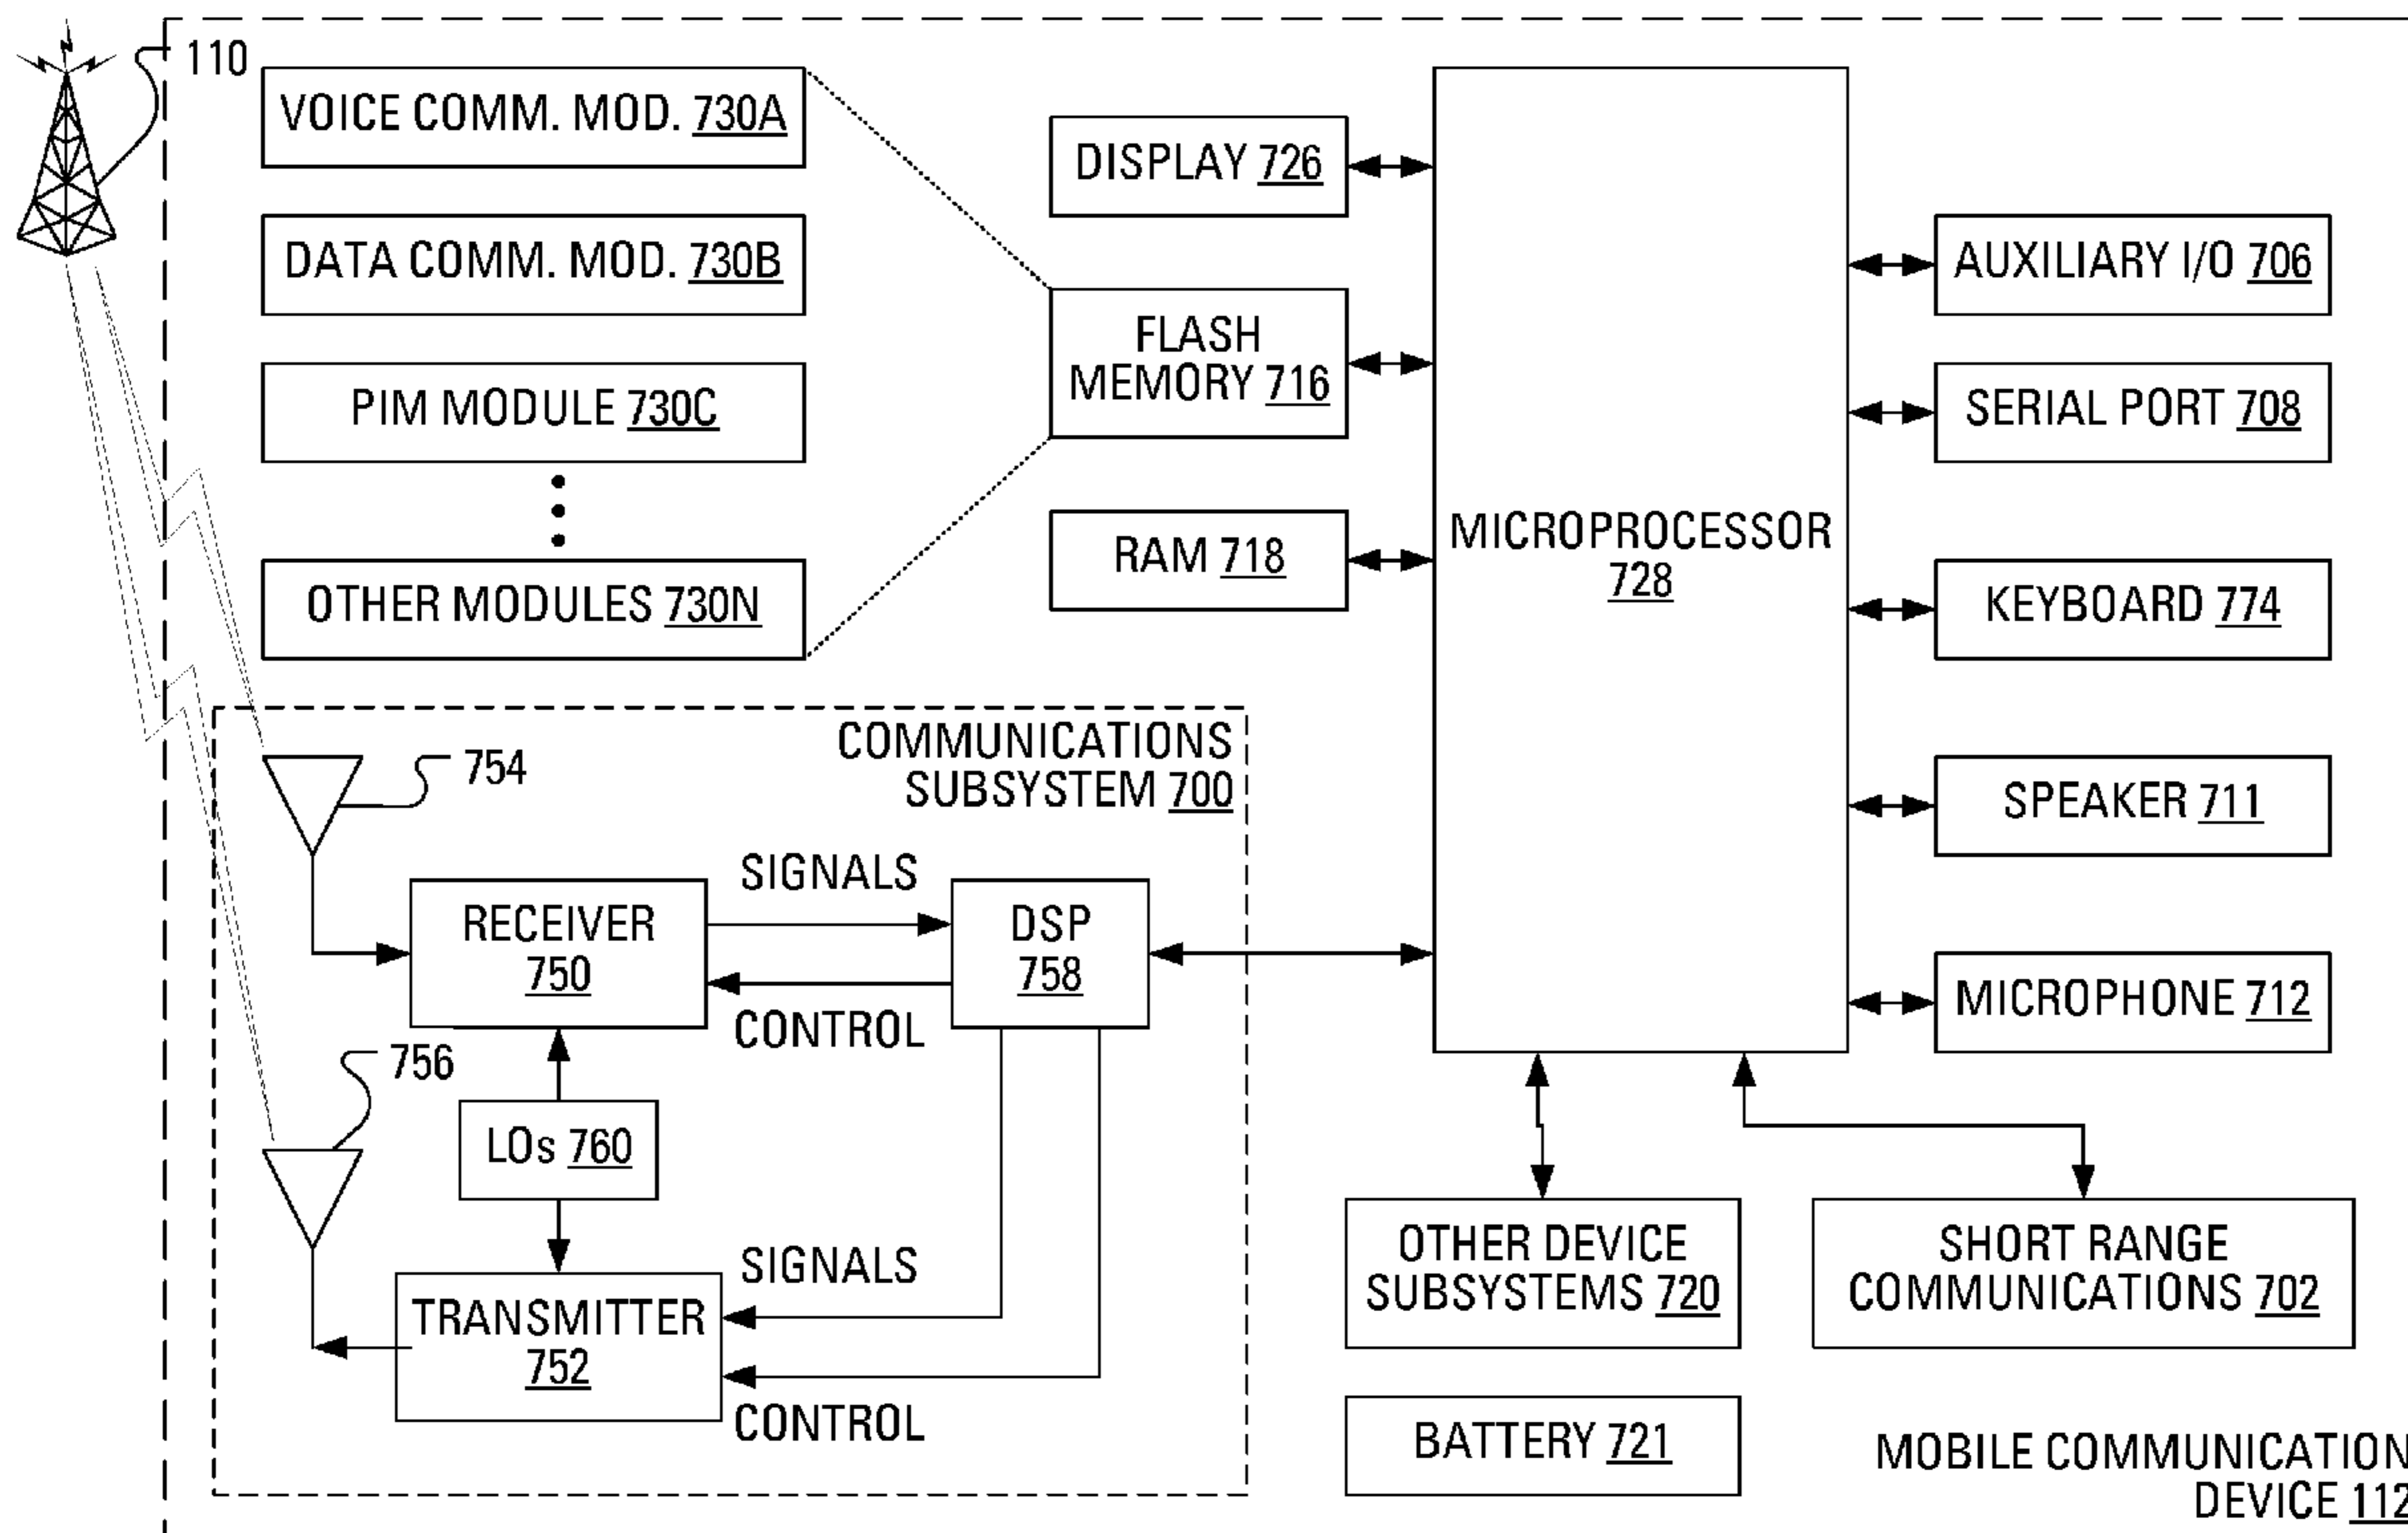 110
VOICE COMM. MOD. 730A
DATA COMM. MOD. 730B
PIM MODULE 730C
OTHER MODULES 730N
DISPLAY 726
FLASH
MEMORY 716
RAM 718
MICROPROCESSOR
728
AUXILIARY I/O 706
SERIAL PORT 708
KEYBOARD 774
SPEAKER 711
MICROPHONE 712
COMMUNICATIONS
SUBSYSTEM 700
754
RECEIVER
750
SIGNALS
CONTROL
DSP
758
756
LOs 760
TRANSMITTER
752
SIGNALS
CONTROL
OTHER DEVICE
SUBSYSTEMS 720
SHORT RANGE
COMMUNICATIONS 702
BATTERY 721
MOBILE COMMUNICATION
DEVICE 112